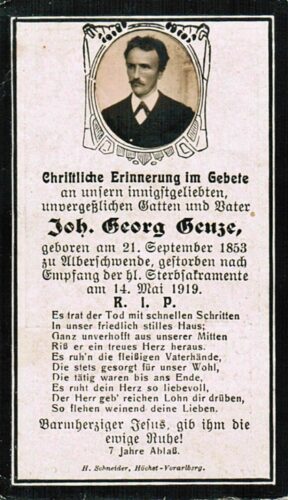 Christliche Erinnerung im Gebete
an unsern innigstgeliebten,
unvergeßlichen Gatten und Vater
Joh. Georg Geuze,
geboren am 21. September 1853
zu Alberschwende, gestorben nach
Empfang der hl. Sterbsakramente
am 14. Mai 1919.
R. I. P.
Es trat der Tod mit schnellen Schritten
In unser friedlich stilles Haus;
Ganz unverhofft aus unserer Mitten
Riß er ein treues Herz heraus.
Es ruh'n die fleißigen Vaterhände,
Die stets gesorgt für unser Wohl,
Die tätig waren bis ans Ende,
Es ruht dein Herz so liebevoll,
Der Herr geb' reichen Lohn dir drüben,
So flehen weinend deine Lieben.
Barmherziger Jesus, gib ihm die
ewige Ruhe!
7 Jahre Ablaß.
H. Schneider, Höchst-Vorarlberg.